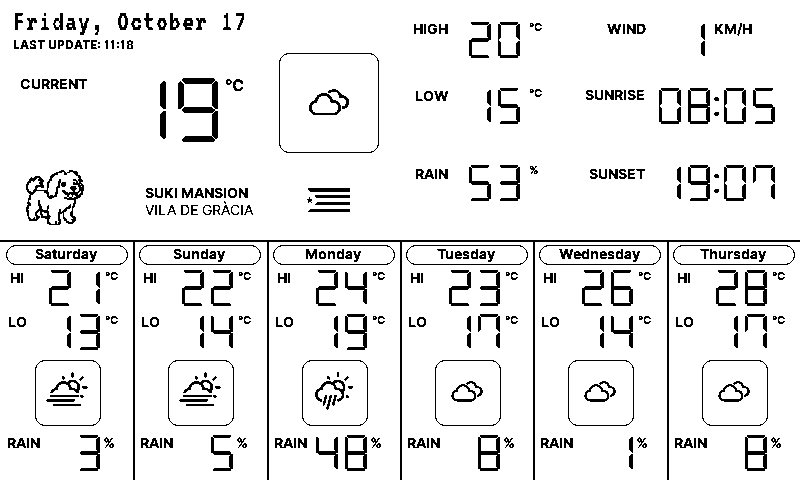 Friday, October 17
LAST UPDATE: 11:18
CURRENT 19 °C
HIGH 20 °C
WIND 1 KM/H
LOW 15 °C
SUNRISE 08:05
RAIN 53 %
SUNSET 19:07
SUKI MANSION
VILA DE GRÀCIA
Saturday
HI 21 °C
LO 13 °C
RAIN 3 %
Sunday
HI 22 °C
LO 14 °C
RAIN 5 %
Monday
HI 24 °C
LO 19 °C
RAIN 48 %
Tuesday
HI 23 °C
LO 17 °C
RAIN 8 %
Wednesday
HI 26 °C
LO 14 °C
RAIN 1 %
Thursday
HI 28 °C
LO 17 °C
RAIN 8 %